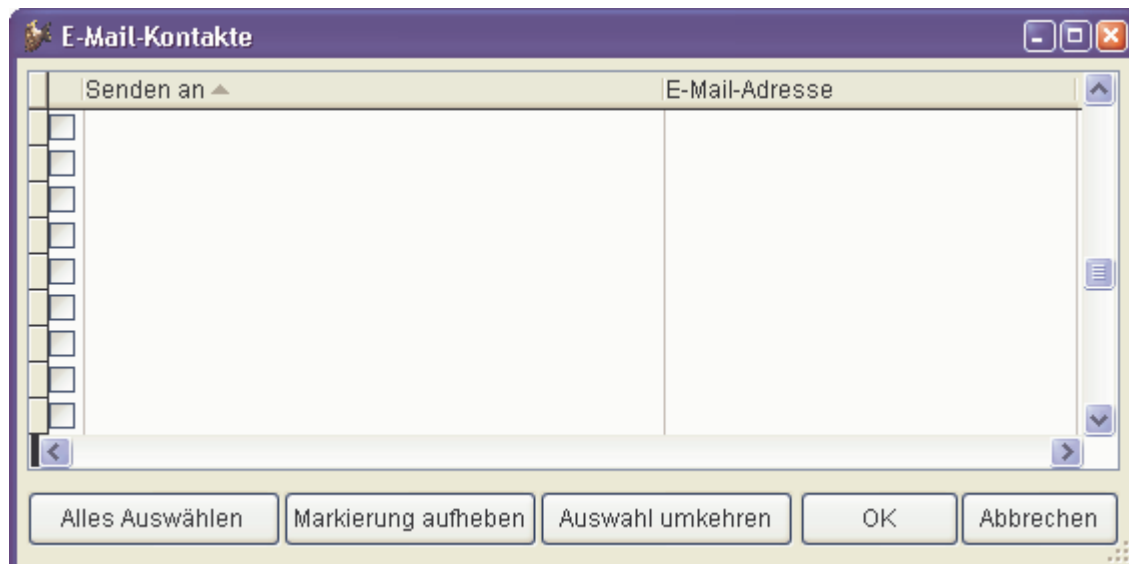 E-Mail-Kontakte
Senden an E-Mail-Adresse
Alles Auswählen Markierung aufheben Auswahl umkehren OK Abbrechen